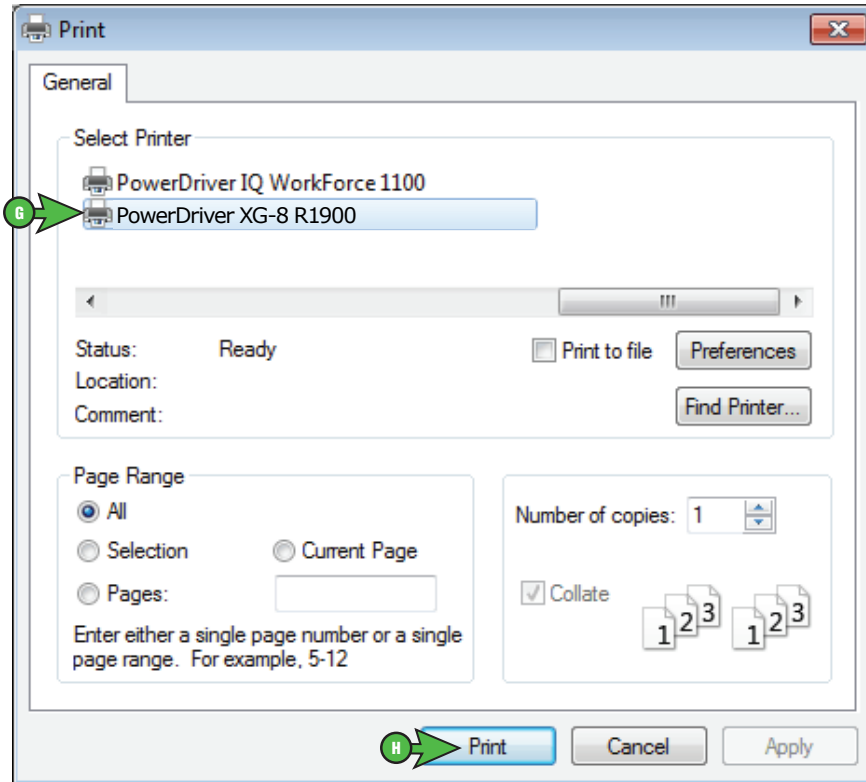 Print
General
Select Printer
PowerDriver IQ WorkForce 1100
G
PowerDriver XG-8 R1900
Status: Ready
Print to file
Preferences
Location:
Comment:
Find Printer...
Page Range
All
Selection
Current Page
Pages:
Enter either a single page number or a single
page range. For example, 5-12
Number of copies: 1
Collate
1 2 3 1 2 3
H
Print
Cancel
Apply